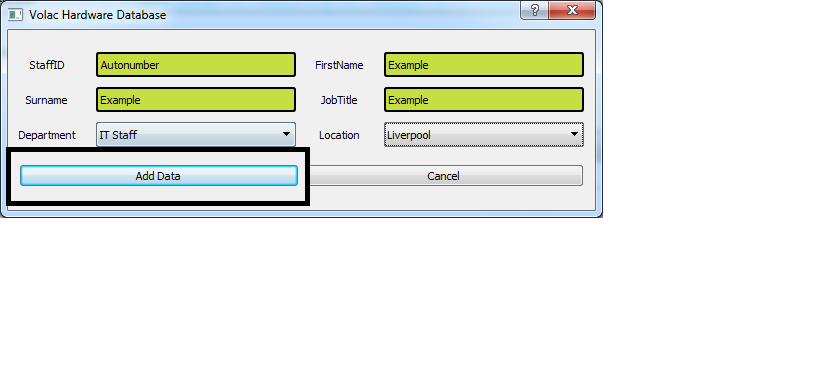 Volac Hardware Database
StaffID Autonumber FirstName Example
Surname Example JobTitle Example
Department IT Staff Location Liverpool
Add Data Cancel